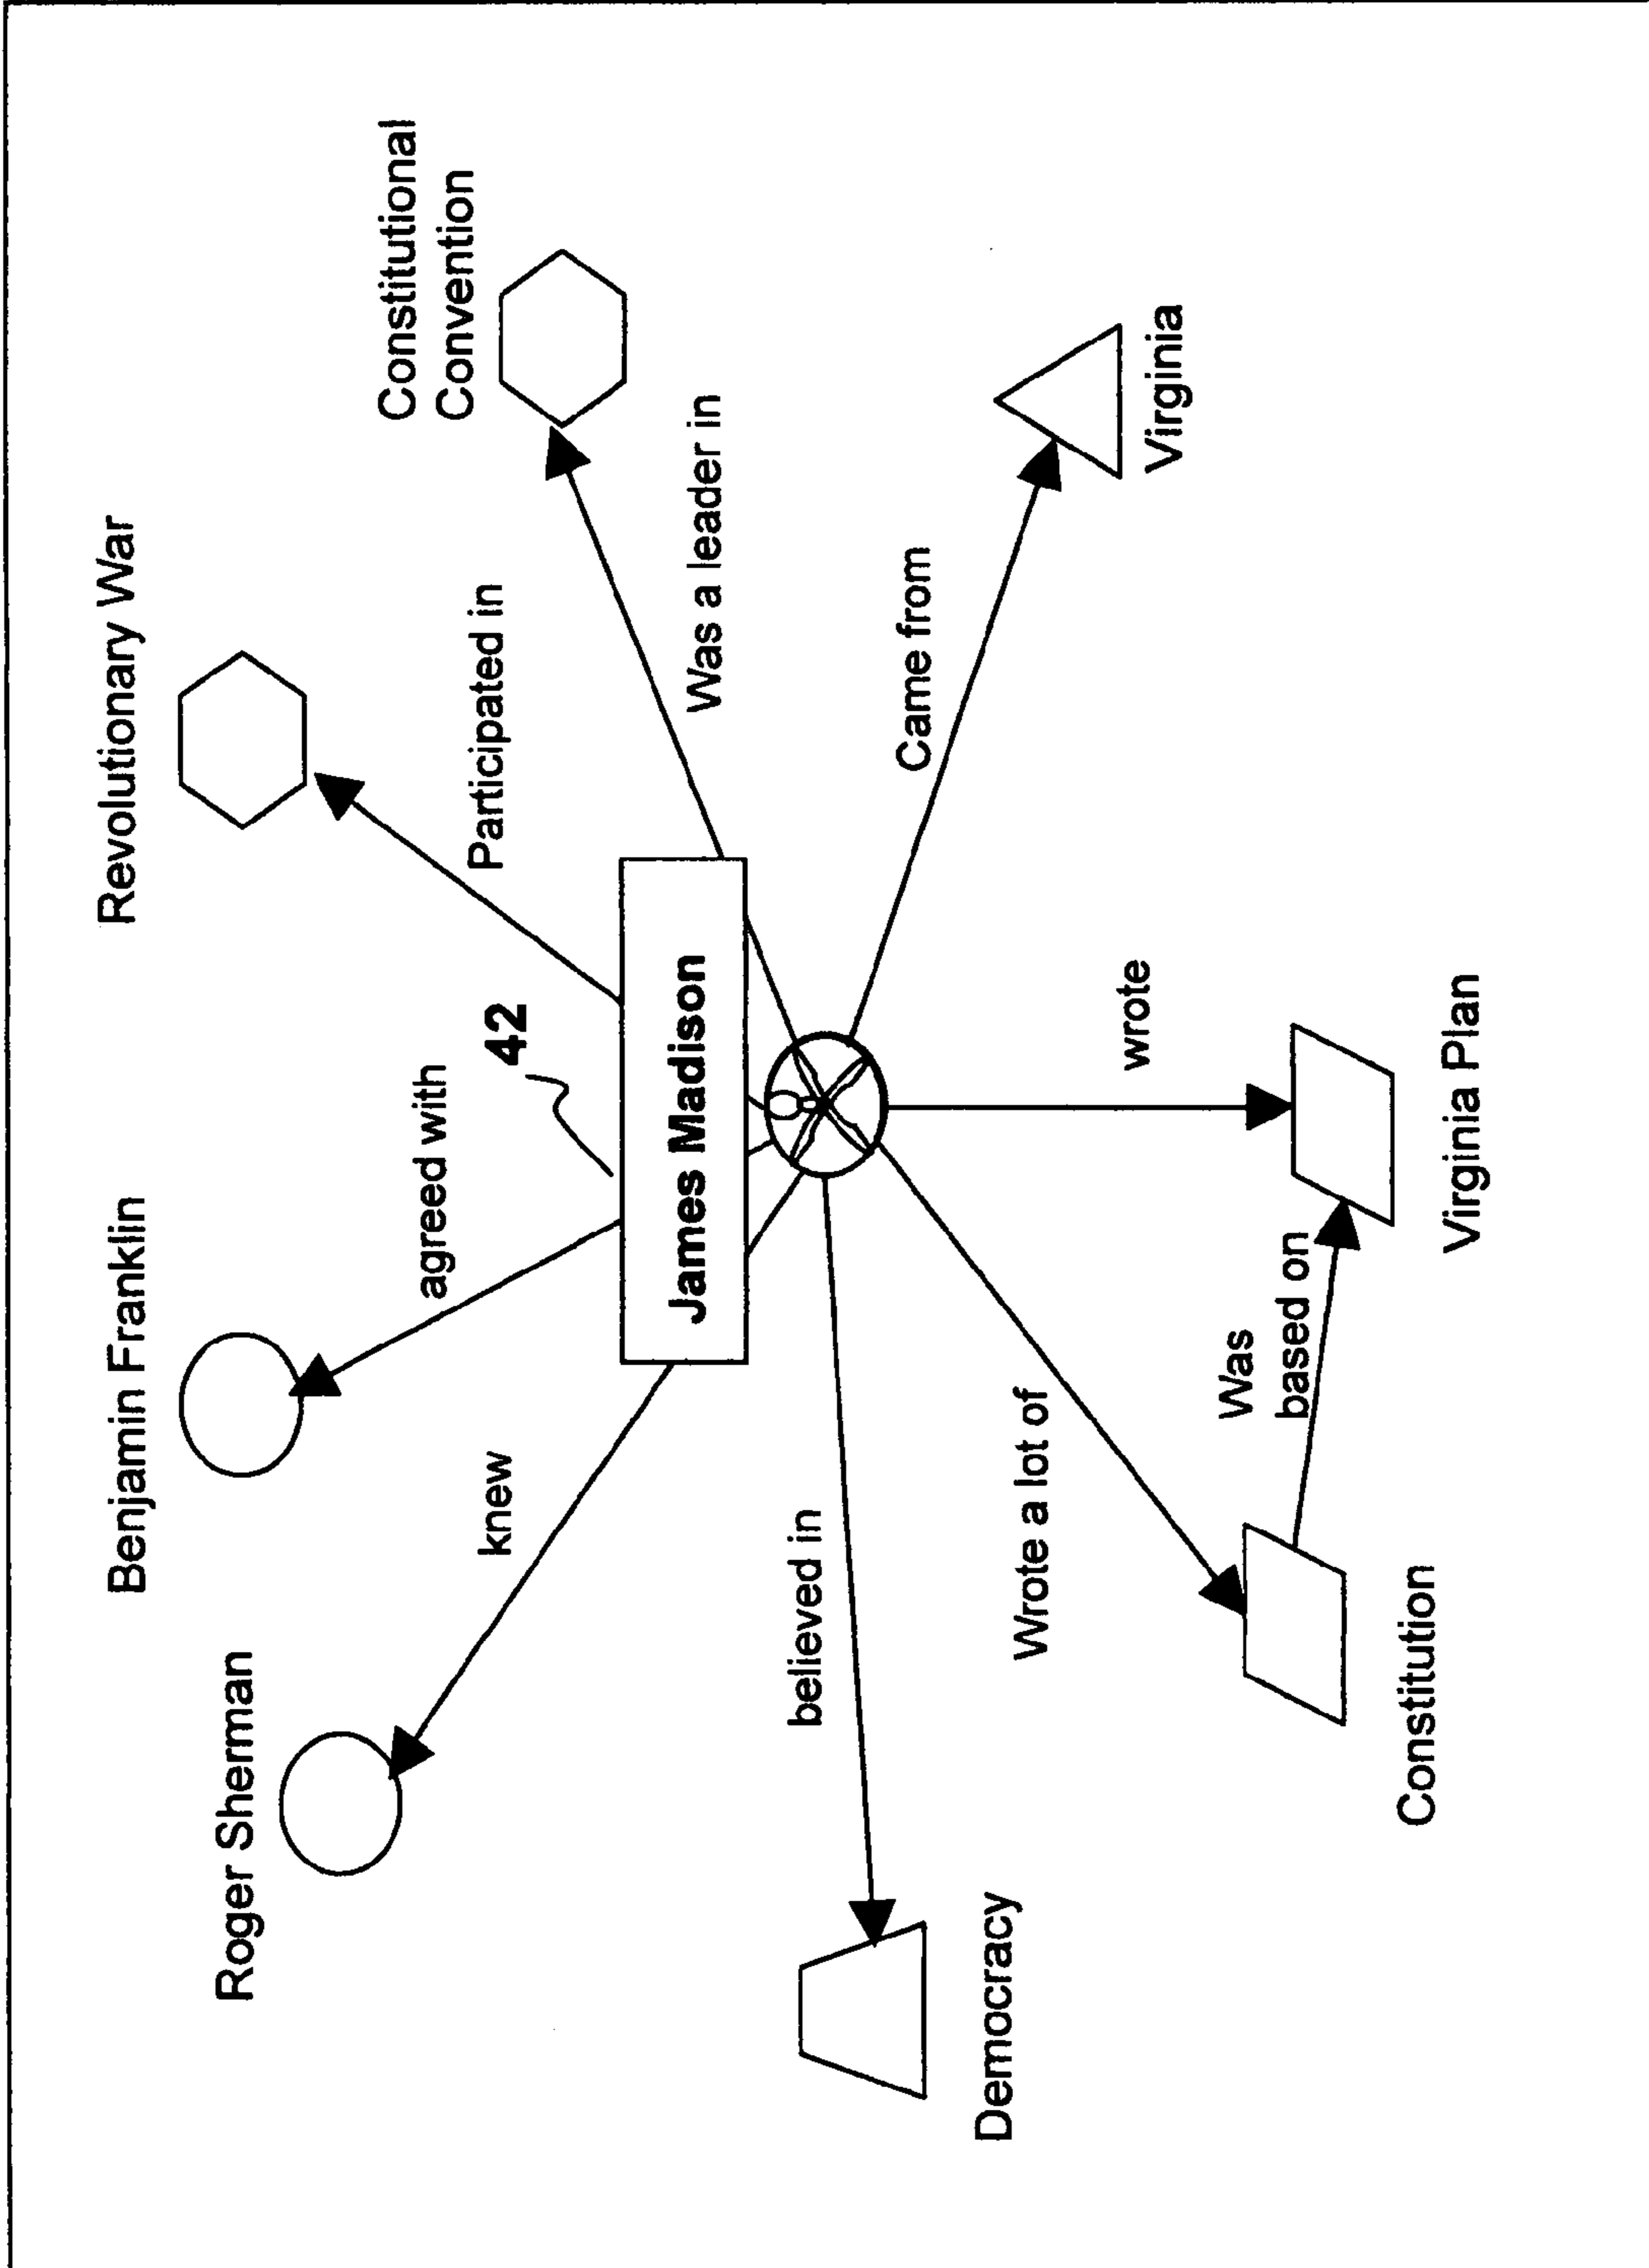 Benjamin Franklin
Revolutionary War
Roger Sherman
Constitutional
Convention
agreed with
knew
Participated in
42
James Madison
Was a leader in
believed in
Came from
Democracy
Wrote a lot of
wrote
Virginia
Was
based on
Constitution
Virginia Plan